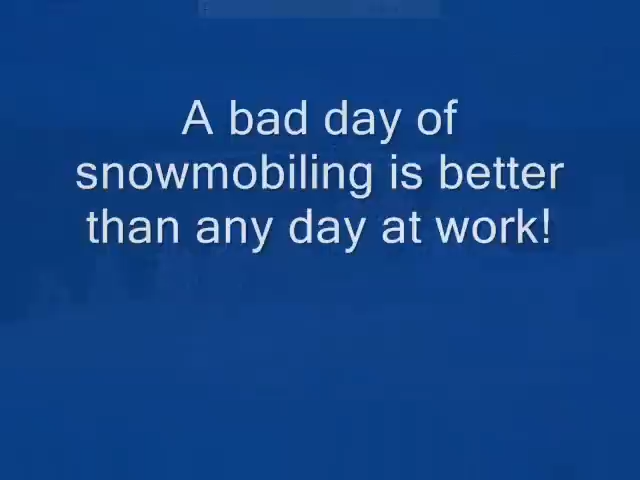 A bad day of
snowmobiling is better
than any day at work!